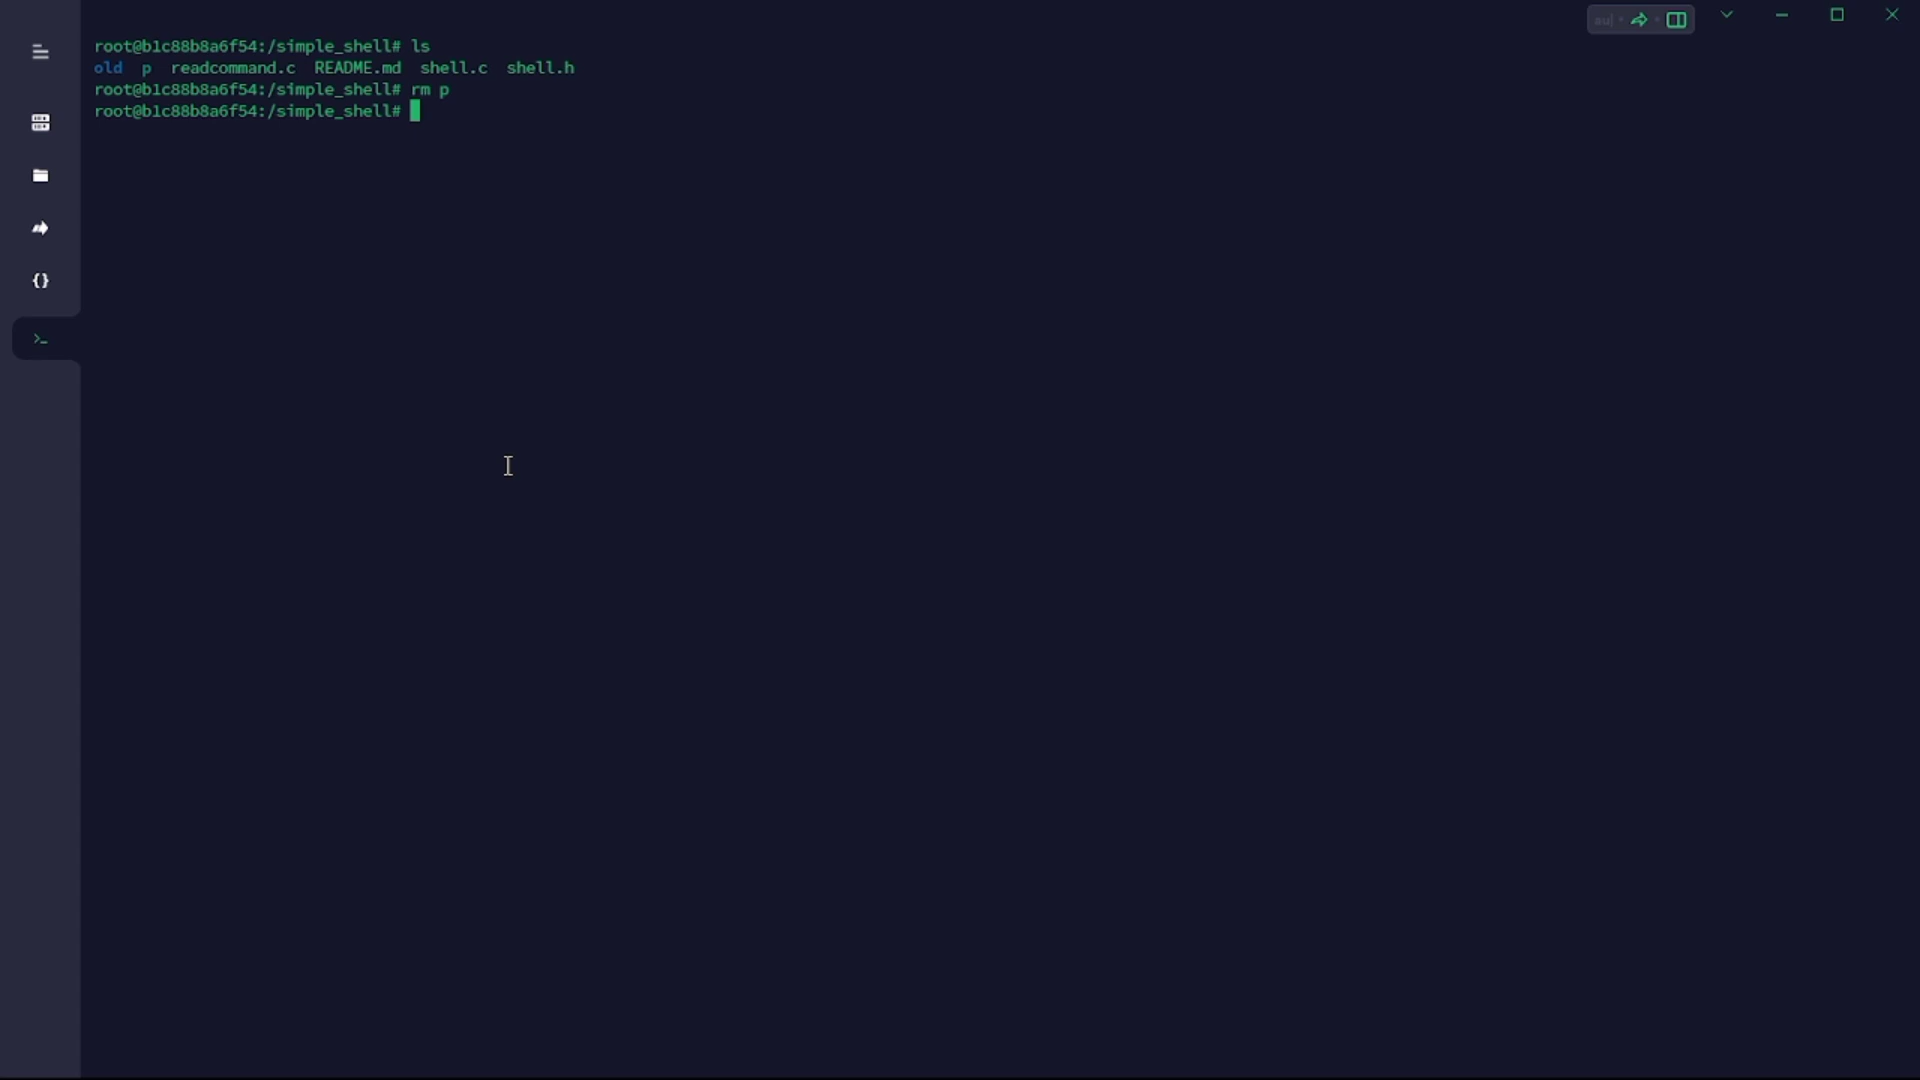 root@b1c88b8a6f54:/simple_shell# ls
old  p  readcommand.c  README.md  shell.c  shell.h
root@b1c88b8a6f54:/simple_shell# rm p
root@b1c88b8a6f54:/simple_shell#